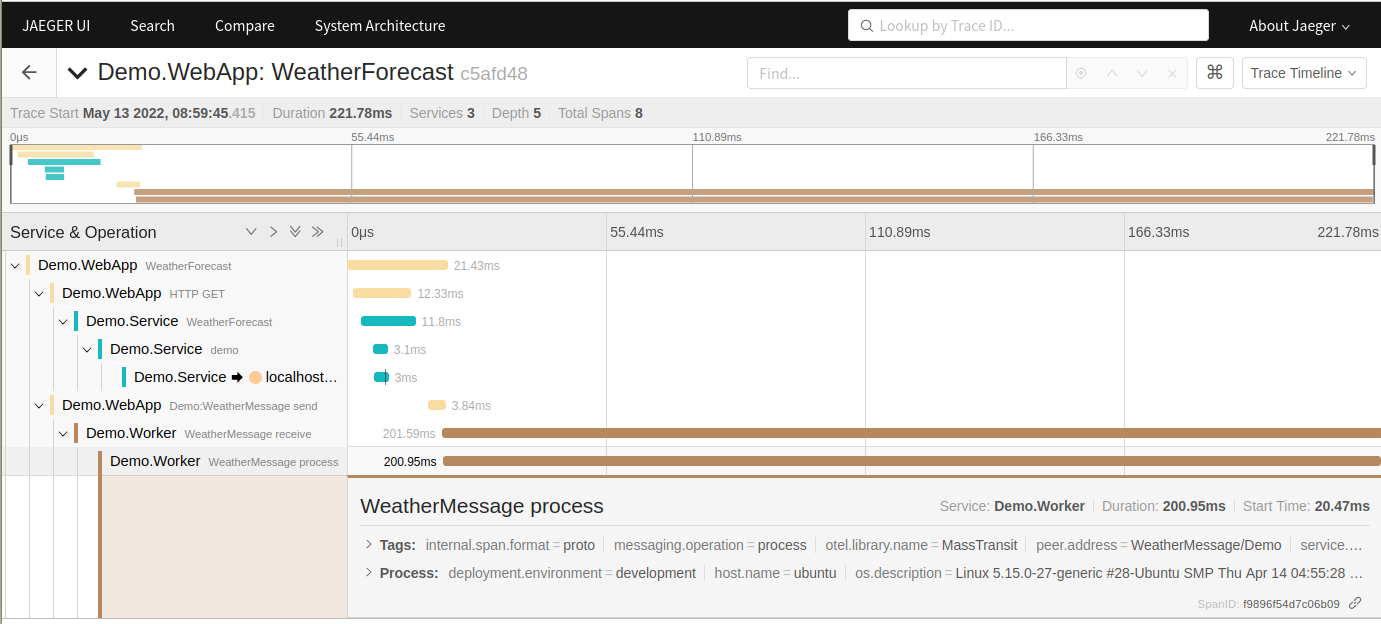 JAEGER UI Search Compare System Architecture Lookup by Trace ID... About Jaeger
Demo.WebApp: WeatherForecast c5afd48 Find... ⌘ Trace Timeline
Trace Start May 13 2022, 08:59:45.415 Duration 221.78ms Services 3 Depth 5 Total Spans 8
0μs 55.44ms 110.89ms 166.33ms 221.78ms
Service & Operation 0μs 55.44ms 110.89ms 166.33ms 221.78ms
Demo.WebApp WeatherForecast 21.43ms
Demo.WebApp HTTP GET 12.33ms
Demo.Service WeatherForecast 11.8ms
Demo.Service demo 3.1ms
Demo.Service ➡ localhost... 3ms
Demo.WebApp Demo:WeatherMessage send 3.84ms
Demo.Worker WeatherMessage receive 201.59ms
Demo.Worker WeatherMessage process 200.95ms
WeatherMessage process Service: Demo.Worker Duration: 200.95ms Start Time: 20.47ms
Tags: internal.span.format = proto messaging.operation = process otel.library.name = MassTransit peer.address = WeatherMessage/Demo service....
Process: deployment.environment = development host.name = ubuntu os.description = Linux 5.15.0-27-generic #28-Ubuntu SMP Thu Apr 14 04:55:28 ...
SpanID: f9896f54d7c06b09